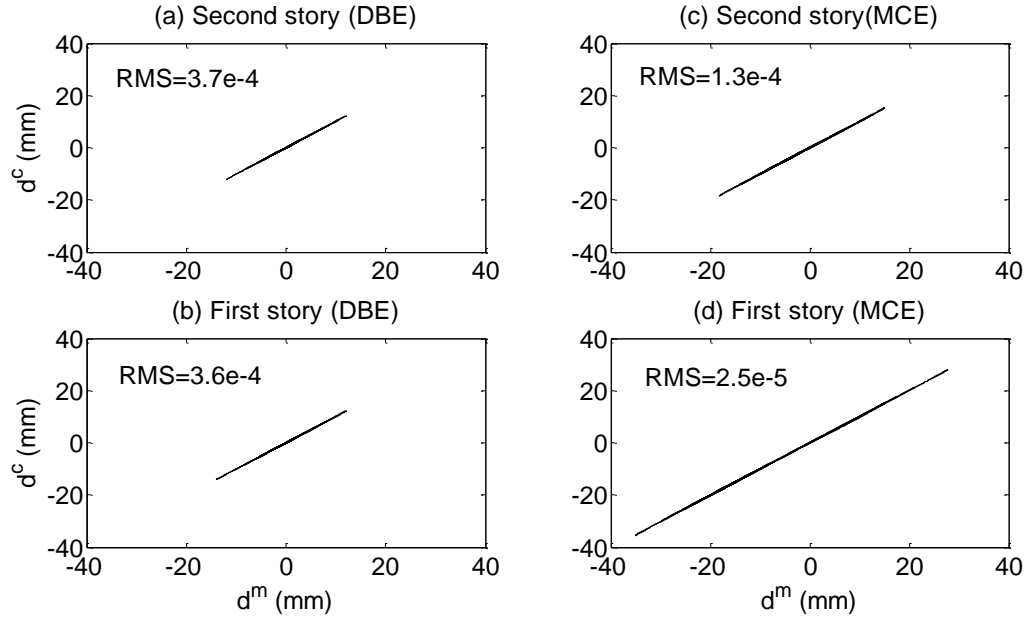 (a) Second story (DBE)
40
20
0
-20
-40
-40 -20 0 20 40
d^c (mm)
RMS=3.7e-4
(c) Second story(MCE)
40
20
0
-20
-40
-40 -20 0 20 40
RMS=1.3e-4
(b) First story (DBE)
40
20
0
-20
-40
-40 -20 0 20 40
d^c (mm)
d^m (mm)
RMS=3.6e-4
(d) First story (MCE)
40
20
0
-20
-40
-40 -20 0 20 40
d^m (mm)
RMS=2.5e-5